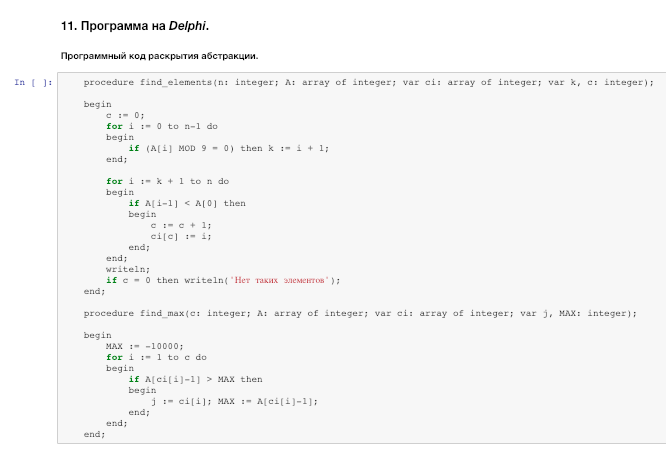 11. Программа на Delphi.
Программный код раскрытия абстракции.
In [ ]:
procedure find_elements(n: integer; A: array of integer; var ci: array of integer; var k, c: integer);
begin
c := 0;
for i := 0 to n-1 do
begin
if (A[i] MOD 9 = 0) then k := i + 1;
end;
for i := k + 1 to n do
begin
if A[i-1] < A[0] then
begin
c := c + 1;
ci[c] := i;
end;
end;
writeln;
if c = 0 then writeln('Нет таких элементов');
end;
procedure find_max(c: integer; A: array of integer; var ci: array of integer; var j, MAX: integer);
begin
MAX := -10000;
for i := 1 to c do
begin
if A[ci[i]-1] > MAX then
begin
j := ci[i]; MAX := A[ci[i]-1];
end;
end;
end;